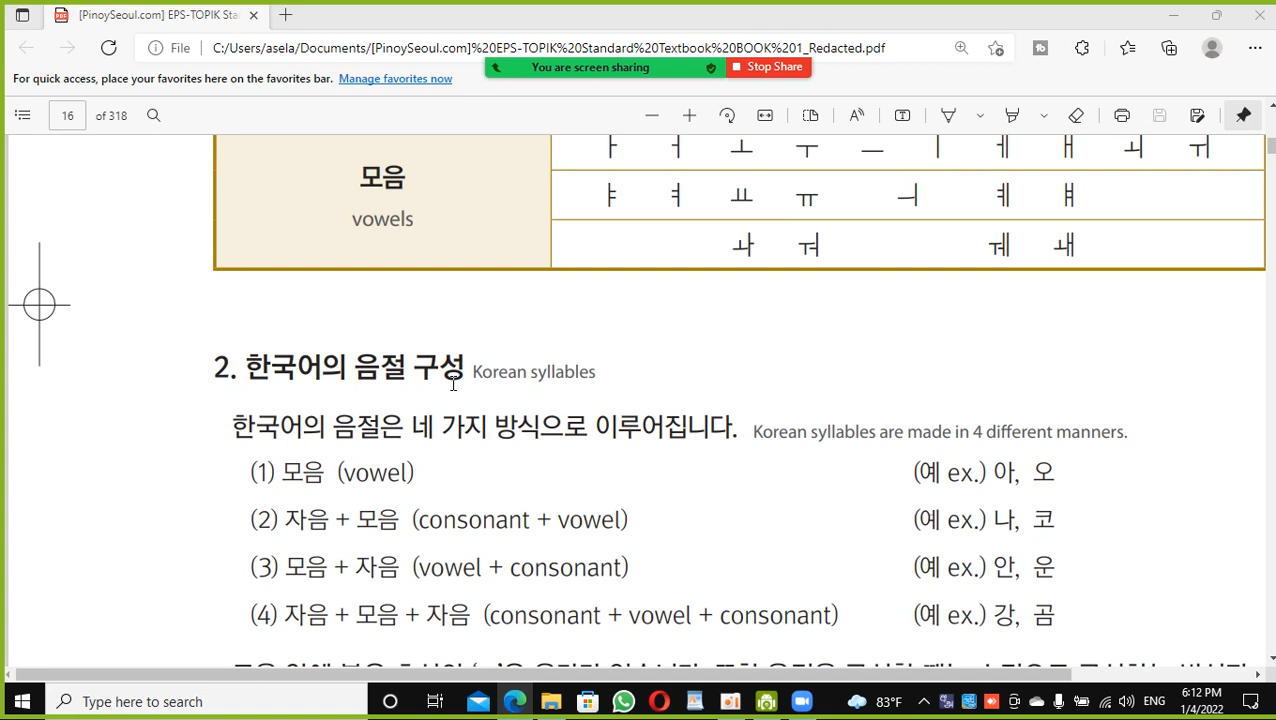 [PinoySeoul.com] EPS-TOPIK Star
File C:/Users/asela/Documents/[PinoySeoul.com]%20EPS-TOPIK%20Standard%20Textbook%20BOOK%201_Redacted.pdf
For quick access, place your favorites here on the favorites bar. Manage favorites now
You are screen sharing Stop Share
16 of 318
모음
vowels
ㅏ ㅓ ㅗ ㅜ ㅡ ㅣ ㅔ ㅐ ㅚ ㅟ
ㅑ ㅕ ㅛ ㅠ ㅢ ㅖ ㅒ
ㅘ ㅝ ㅞ ㅙ
2. 한국어의 음절 구성 Korean syllables
한국어의 음절은 네 가지 방식으로 이루어집니다. Korean syllables are made in 4 different manners.
(1) 모음 (vowel) (예 ex.) 아, 오
(2) 자음 + 모음 (consonant + vowel) (예 ex.) 나, 코
(3) 모음 + 자음 (vowel + consonant) (예 ex.) 안, 운
(4) 자음 + 모음 + 자음 (consonant + vowel + consonant) (예 ex.) 강, 곰
Type here to search
83°F ENG 6:12 PM
1/4/2022